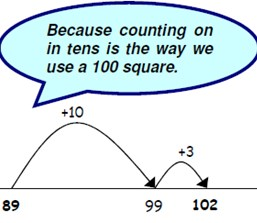 Because counting on
in tens is the way we
use a 100 square.
+10
+3
89 99 102